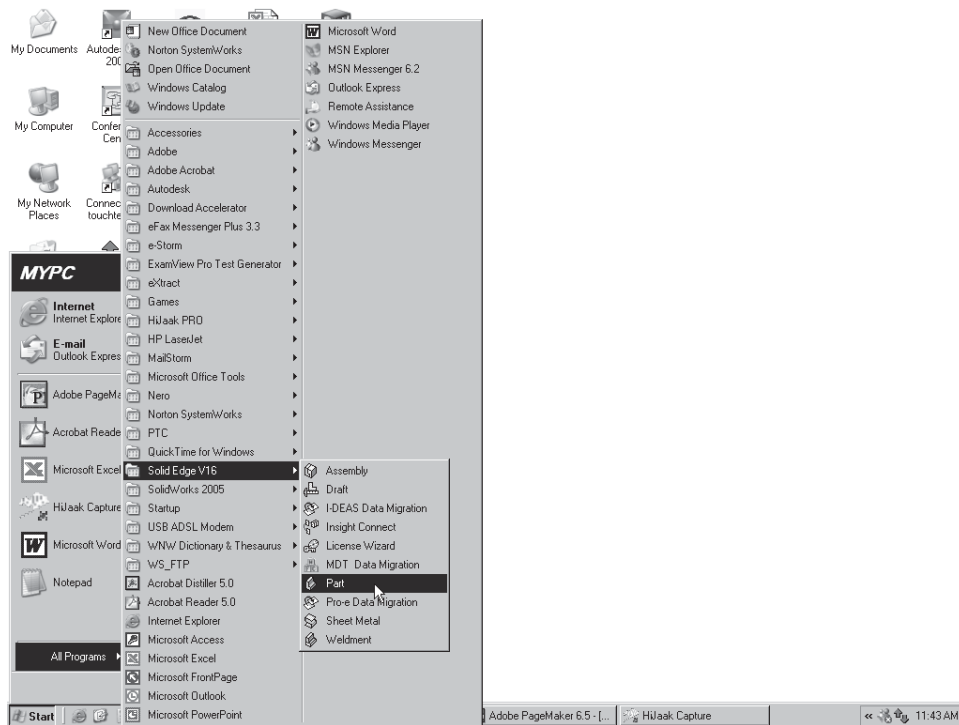 My Documents
Autode
200
My Computer
Confer
Cen
My Network
Places
Connec
touchte
MYPC
Internet
Internet Explore
E-mail
Outlook Expres
Adobe PageMa
Acrobat Reade
Microsoft Excel
HiJaak Capture
Microsoft Word
Notepad
All Programs
New Office Document
Norton SystemWorks
Open Office Document
Windows Catalog
Windows Update
Accessories
Adobe
Adobe Acrobat
Autodesk
Download Accelerator
eFax Messenger Plus 3.3
e-Storm
ExamView Pro Test Generator
eXtract
Games
HiJaak PRO
HP LaserJet
MailStorm
Microsoft Office Tools
Nero
Norton SystemWorks
PTC
QuickTime for Windows
Solid Edge V16
SolidWorks 2005
Startup
USB ADSL Modem
WNW Dictionary & Thesaurus
WS_FTP
Acrobat Distiller 5.0
Acrobat Reader 5.0
Internet Explorer
Microsoft Access
Microsoft Excel
Microsoft FrontPage
Microsoft Outlook
Microsoft PowerPoint
Microsoft Word
MSN Explorer
MSN Messenger 6.2
Outlook Express
Remote Assistance
Windows Media Player
Windows Messenger
Assembly
Draft
I-DEAS Data Migration
Insight Connect
License Wizard
MDT Data Migration
Part
Pro-e Data Migration
Sheet Metal
Weldment
Start
Adobe PageMaker 6.5 - [...
HiJaak Capture
« 11:43 AM